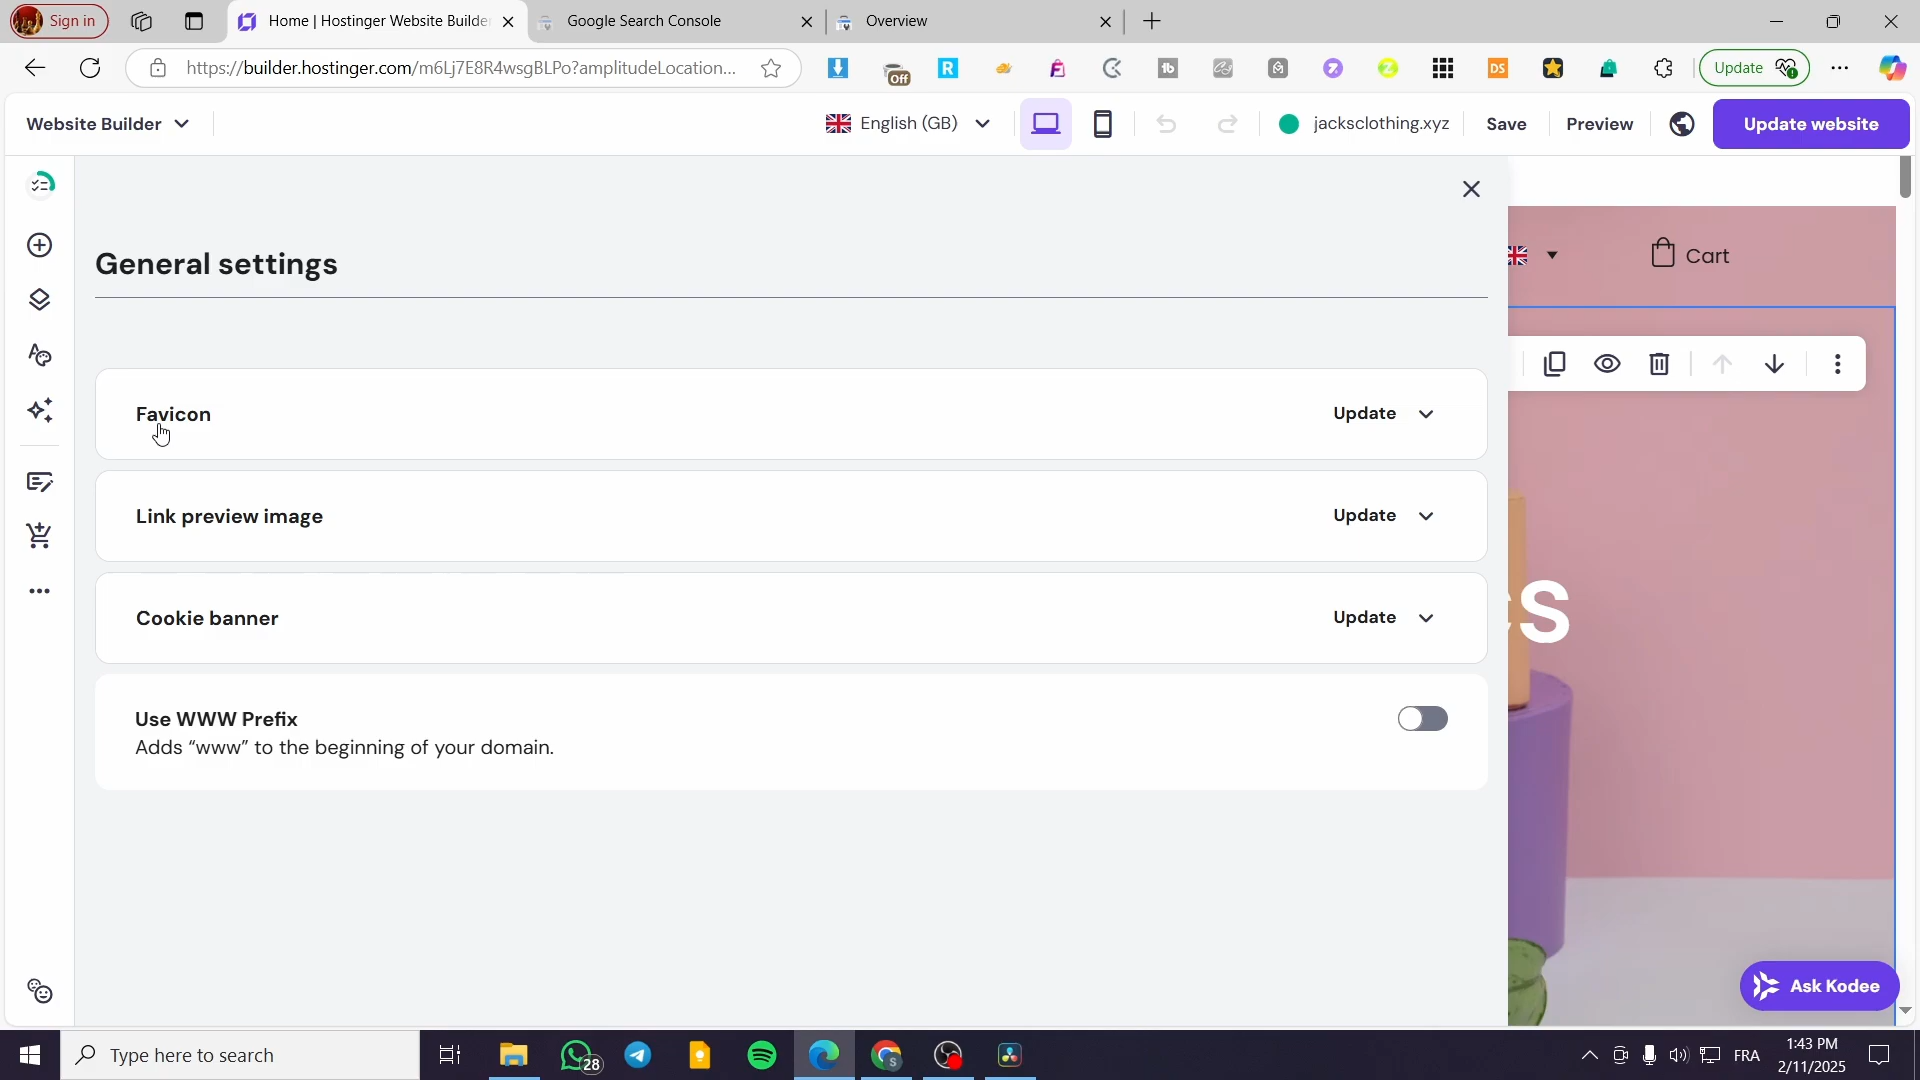 Sign in
Home | Hostinger Website Builder
Google Search Console
Overview
https://builder.hostinger.com/m6Lj7E8R4wsgBLPo?amplitudeLocation...
Off
Update
Website Builder
English (GB)
jacksclothing.xyz
Save
Preview
Update website
General settings
Cart
Favicon
Update
Link preview image
Update
Cookie banner
Update
Use WWW Prefix
Adds “www” to the beginning of your domain.
Ask Kodee
Type here to search
28
FRA
1:43 PM
2/11/2025